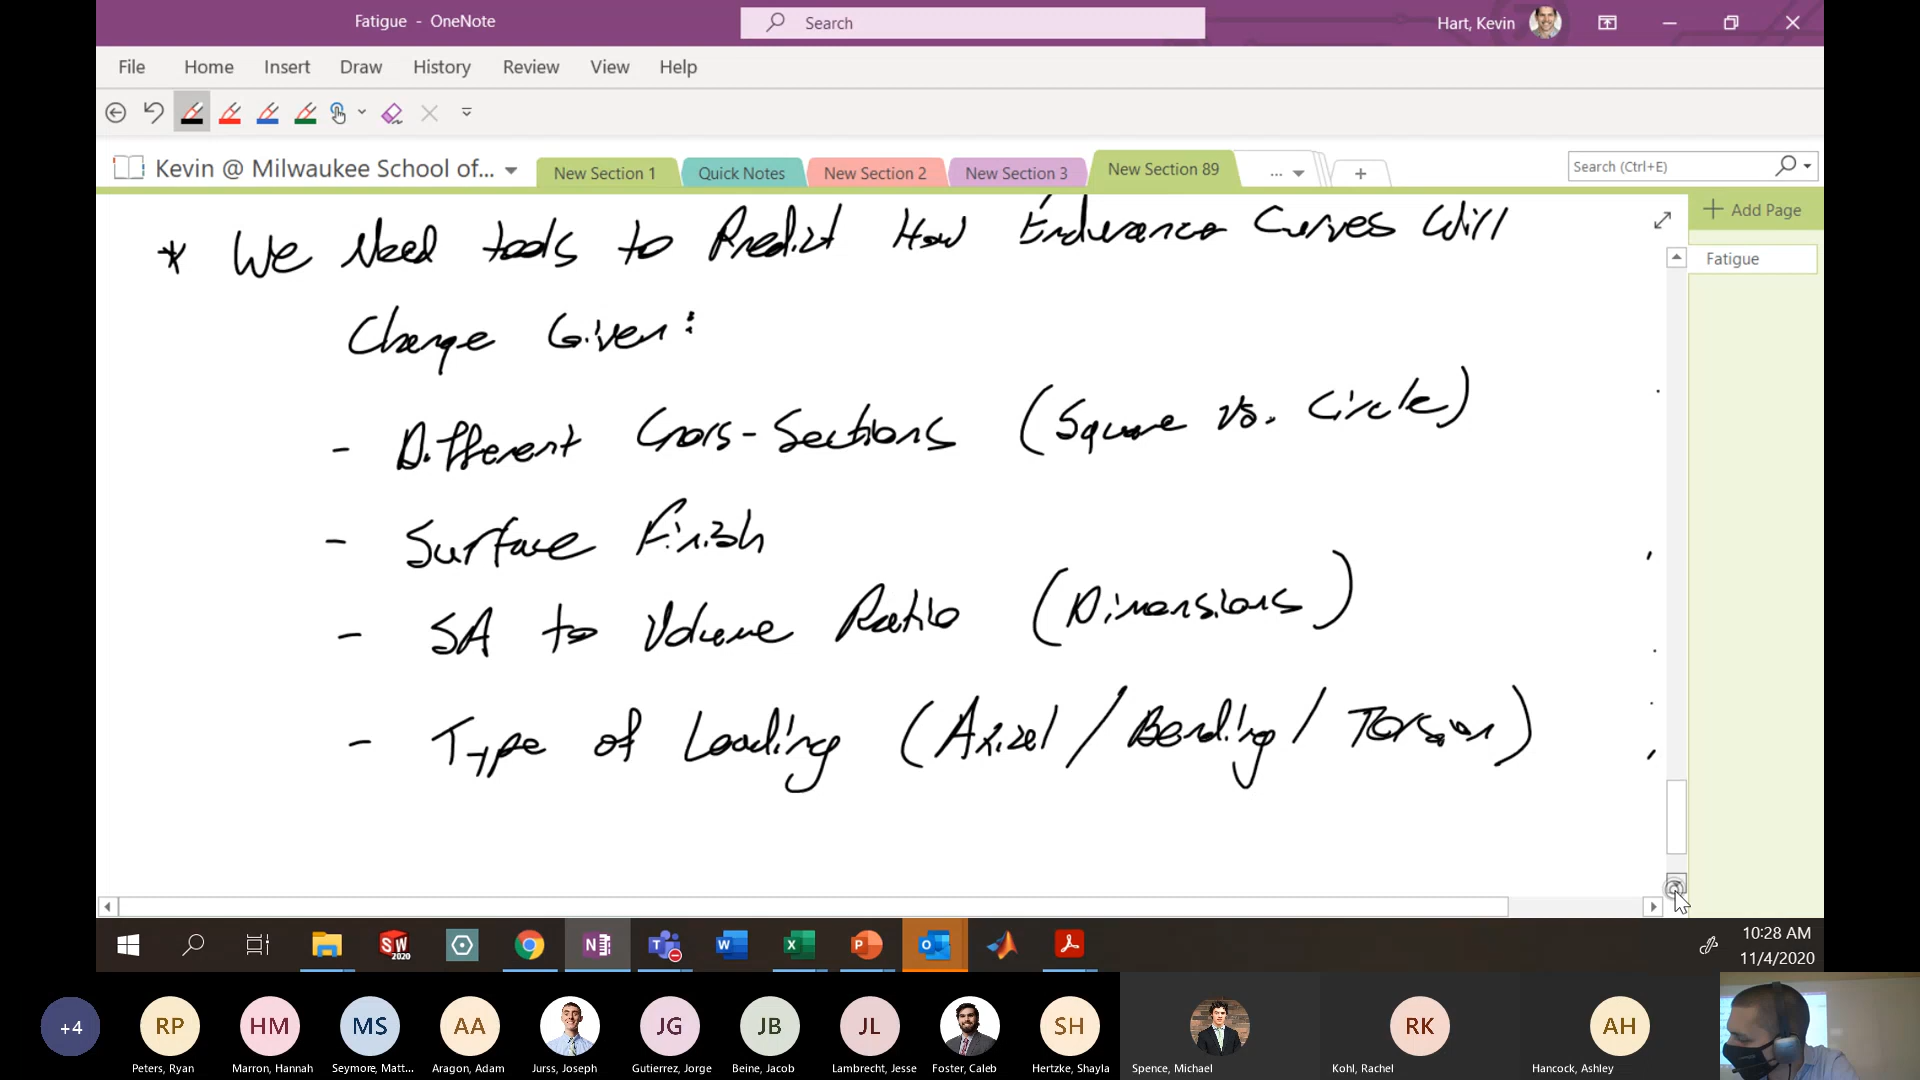 Fatigue - OneNote
Search
Hart, Kevin
File Home Insert Draw History Review View Help
Kevin @ Milwaukee School of...
New Section 1 Quick Notes New Section 2 New Section 3 New Section 89 ...
Search (Ctrl+E)
Add Page
Fatigue
* We Need tools to Predict How Endurance Curves Will
Change Given:
- Different Cross-Sections (Square vs. Circle)
- Surface Finish
- SA to Volume Ratio (Dimensions)
- Type of Loading (Axial / Bending / Torsion)
SW 2020
10:28 AM
11/4/2020
+4 RP HM MS AA JG JB JL SH RK AH
Peters, Ryan Marron, Hannah Seymore, Matt... Aragon, Adam Jurss, Joseph Gutierrez, Jorge Beine, Jacob Lambrecht, Jesse Foster, Caleb Hertzke, Shayla Spence, Michael Kohl, Rachel Hancock, Ashley